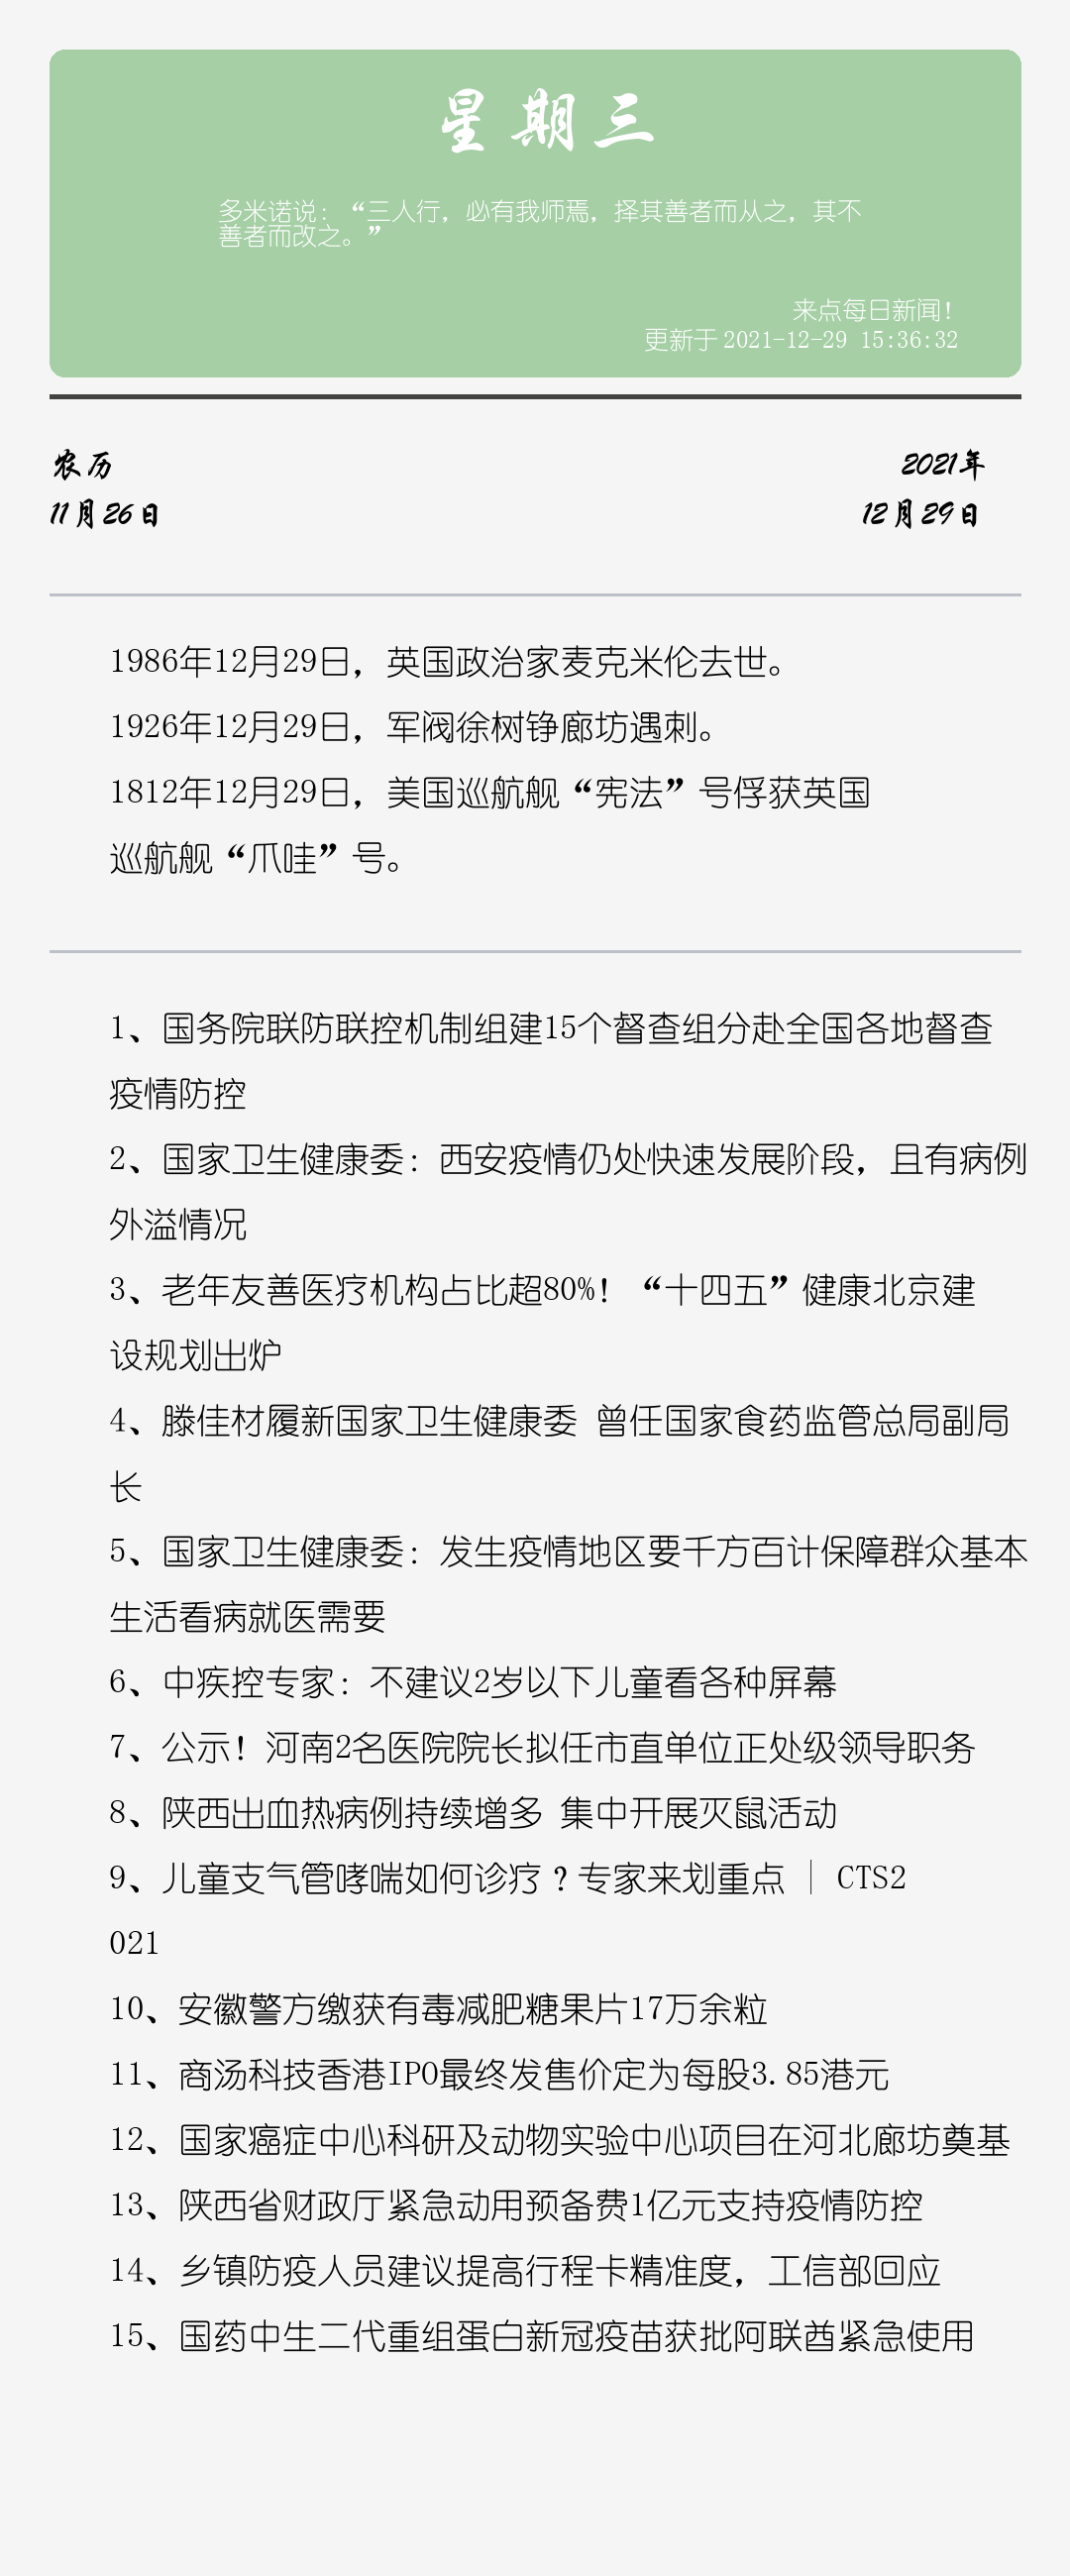 星期三
多米诺说：“三人行，必有我师焉，择其善者而从之，其不
善者而改之。”
来点每日新闻！
更新于2021-12-29 15:36:32
农历
2021年
11月26日
12月29日
1986年12月29日，英国政治家麦克米伦去世。
1926年12月29日，军阀徐树铮廊坊遇刺。
1812年12月29日，美国巡航舰“宪法”号俘获英国
巡航舰“爪哇”号。
1、国务院联防联控机制组建15个督查组分赴全国各地督查
疫情防控
2、国家卫生健康委：西安疫情仍处快速发展阶段，且有病例
外溢情况
3、老年友善医疗机构占比超80%！“十四五”健康北京建
设规划出炉
4、滕佳材履新国家卫生健康委 曾任国家食药监管总局副局
长
5、国家卫生健康委：发生疫情地区要千方百计保障群众基本
生活看病就医需要
6、中疾控专家：不建议2岁以下儿童看各种屏幕
7、公示！河南2名医院院长拟任市直单位正处级领导职务
8、陕西出血热病例持续增多 集中开展灭鼠活动
9、儿童支气管哮喘如何诊疗？专家来划重点 │ CTS2
021
10、安徽警方缴获有毒减肥糖果片17万余粒
11、商汤科技香港IPO最终发售价定为每股3.85港元
12、国家癌症中心科研及动物实验中心项目在河北廊坊奠基
13、陕西省财政厅紧急动用预备费1亿元支持疫情防控
14、乡镇防疫人员建议提高行程卡精准度，工信部回应
15、国药中生二代重组蛋白新冠疫苗获批阿联酋紧急使用